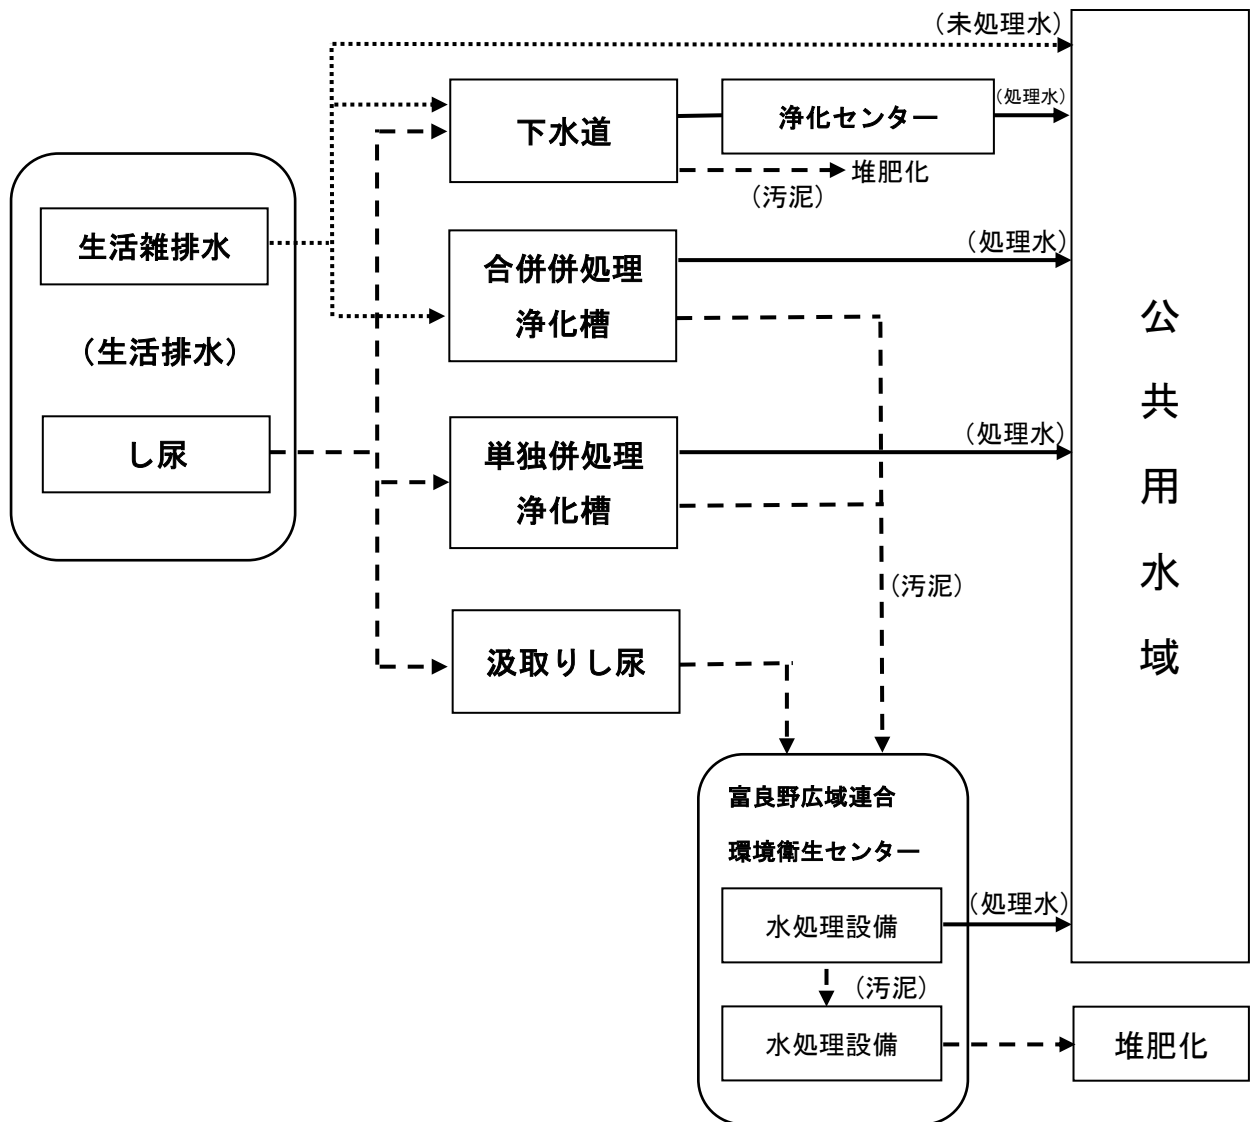 (未処理水)
下水道
浄化センター
(処理水)
堆肥化
(汚泥)
生活雑排水
(生活排水)
し尿
合併併処理
浄化槽
(処理水)
単独併処理
浄化槽
(処理水)
(汚泥)
汲取りし尿
富良野広域連合
環境衛生センター
水処理設備
(処理水)
(汚泥)
水処理設備
堆肥化
公
共
用
水
域